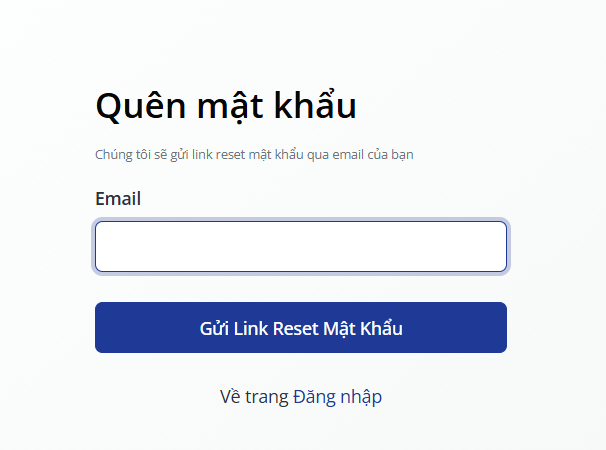 Quên mật khẩu
Chúng tôi sẽ gửi link reset mật khẩu qua email của bạn
Email
Gửi Link Reset Mật Khẩu
Về trang Đăng nhập